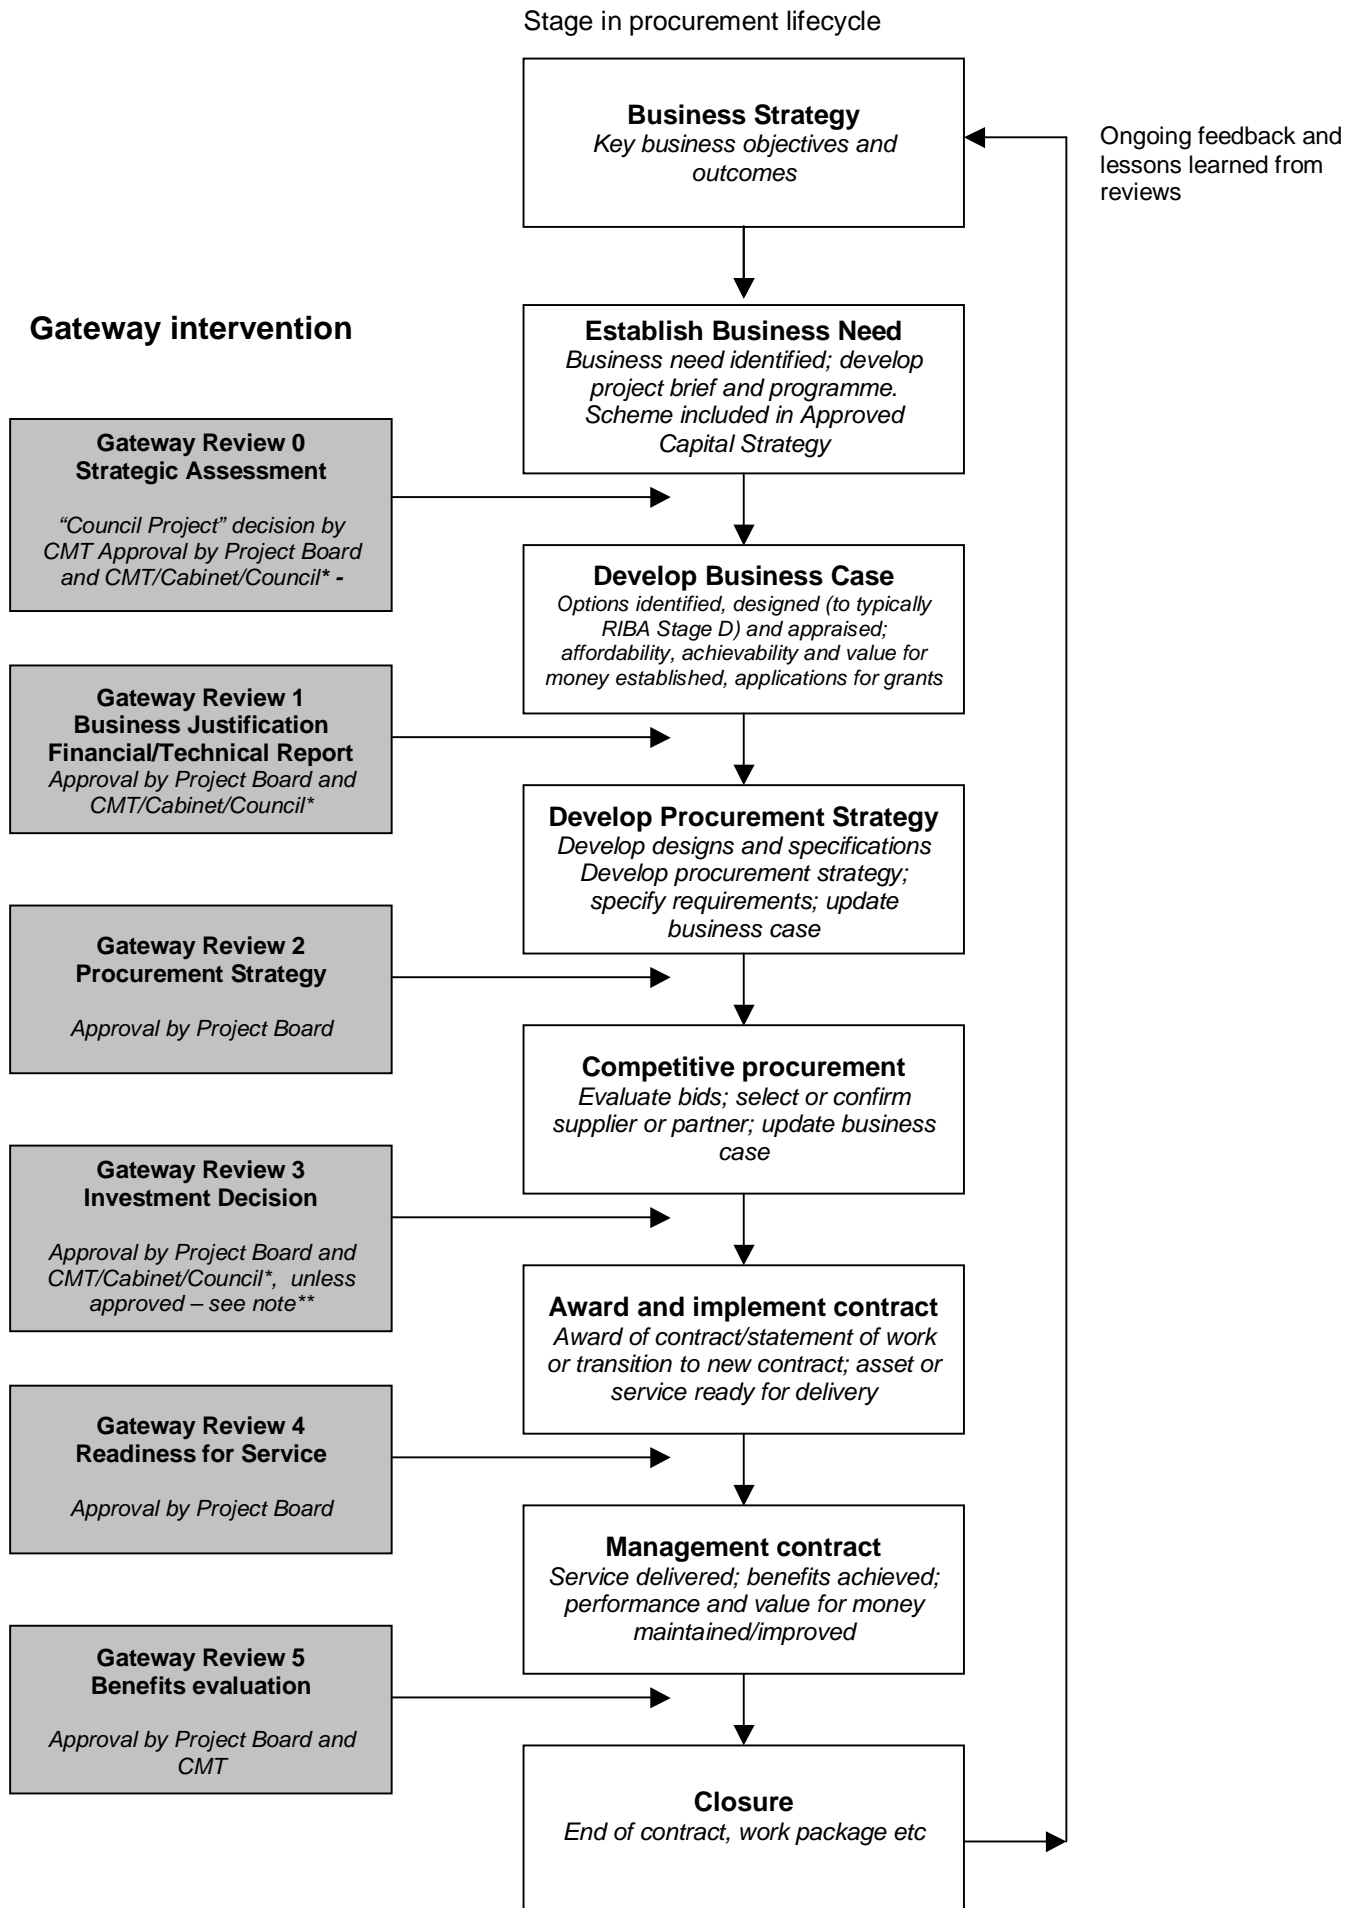 Stage in procurement lifecycle
Business Strategy
Key business objectives and
outcomes
Ongoing feedback and
lessons learned from
reviews
Gateway intervention
Establish Business Need
Business need identified; develop
project brief and programme.
Scheme included in Approved
Capital Strategy
Gateway Review 0
Strategic Assessment
“Council Project” decision by
CMT Approval by Project Board
and CMT/Cabinet/Council* -
Develop Business Case
Options identified, designed (to typically
RIBA Stage D) and appraised;
affordability, achievability and value for
money established, applications for grants
Gateway Review 1
Business Justification
Financial/Technical Report
Approval by Project Board and
CMT/Cabinet/Council*
Develop Procurement Strategy
Develop designs and specifications
Develop procurement strategy;
specify requirements; update
business case
Gateway Review 2
Procurement Strategy
Approval by Project Board
Competitive procurement
Evaluate bids; select or confirm
supplier or partner; update business
case
Gateway Review 3
Investment Decision
Approval by Project Board and
CMT/Cabinet/Council*, unless
approved – see note**
Award and implement contract
Award of contract/statement of work
or transition to new contract; asset or
service ready for delivery
Gateway Review 4
Readiness for Service
Approval by Project Board
Management contract
Service delivered; benefits achieved;
performance and value for money
maintained/improved
Gateway Review 5
Benefits evaluation
Approval by Project Board and
CMT
Closure
End of contract, work package etc